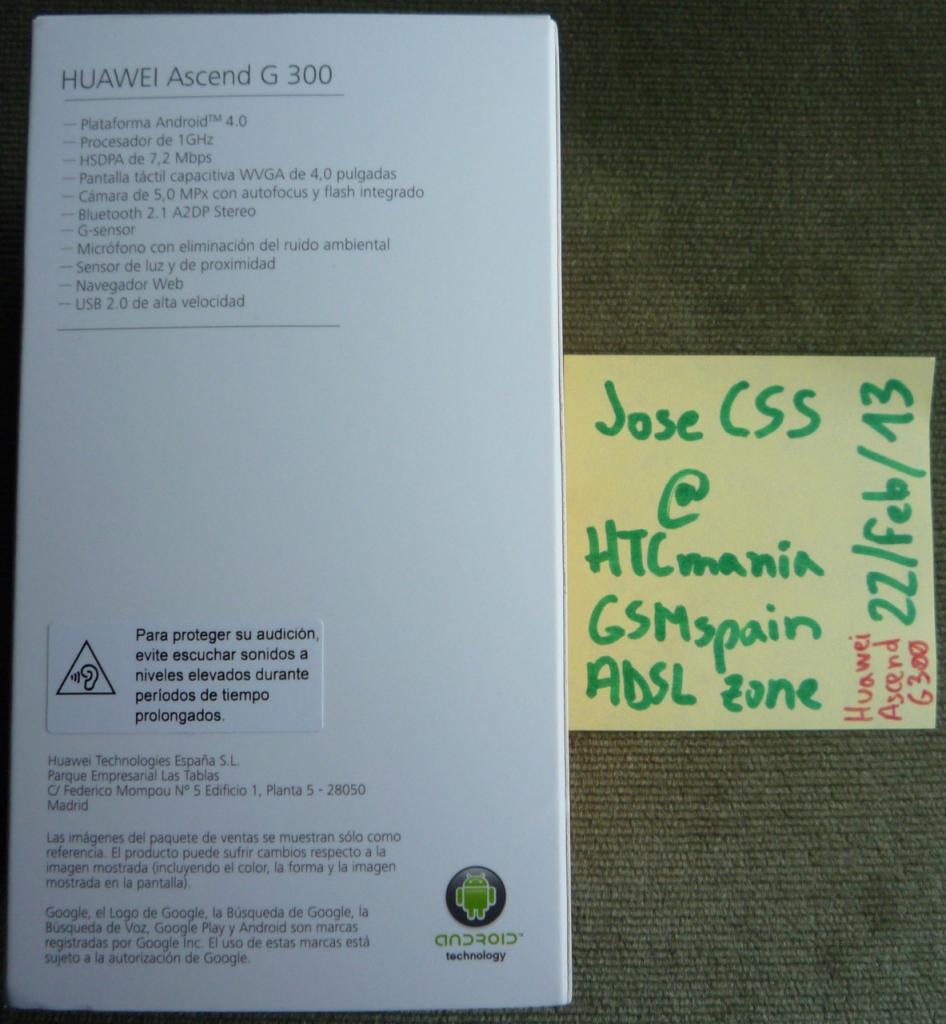 HUAWEI Ascend G 300
— Plataforma Android™ 4.0
— Procesador de 1GHz
— HSDPA de 7,2 Mbps
— Pantalla táctil capacitiva WVGA de 4,0 pulgadas
— Cámara de 5,0 MPx con autofocus y flash integrado
— Bluetooth 2.1 A2DP Stereo
— G-sensor
— Micrófono con eliminación del ruido ambiental
— Sensor de luz y de proximidad
— Navegador Web
— USB 2.0 de alta velocidad
Para proteger su audición,
evite escuchar sonidos a
niveles elevados durante
períodos de tiempo
prolongados.
Huawei Technologies España S.L.
Parque Empresarial Las Tablas
C/ Federico Mompou Nº 5 Edificio 1, Planta 5 - 28050
Madrid
Las imágenes del paquete de ventas se muestran sólo como
referencia. El producto puede sufrir cambios respecto a la
imagen mostrada (incluyendo el color, la forma y la imagen
mostrada en la pantalla).
Google, el Logo de Google, la Búsqueda de Google, la
Búsqueda de Voz, Google Play y Android son marcas
registradas por Google Inc. El uso de estas marcas está
sujeto a la autorización de Google.
ANDROID™
technology
Jose CSS
@
HTCmania
GSMspain
ADSL zone
22/Feb/13
Huawei
Ascend
G300